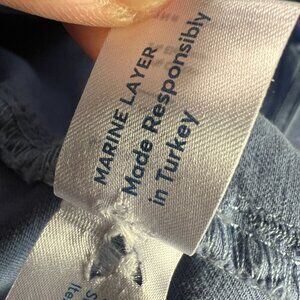 MARINE LAYER
Made Responsibly
in Turkey